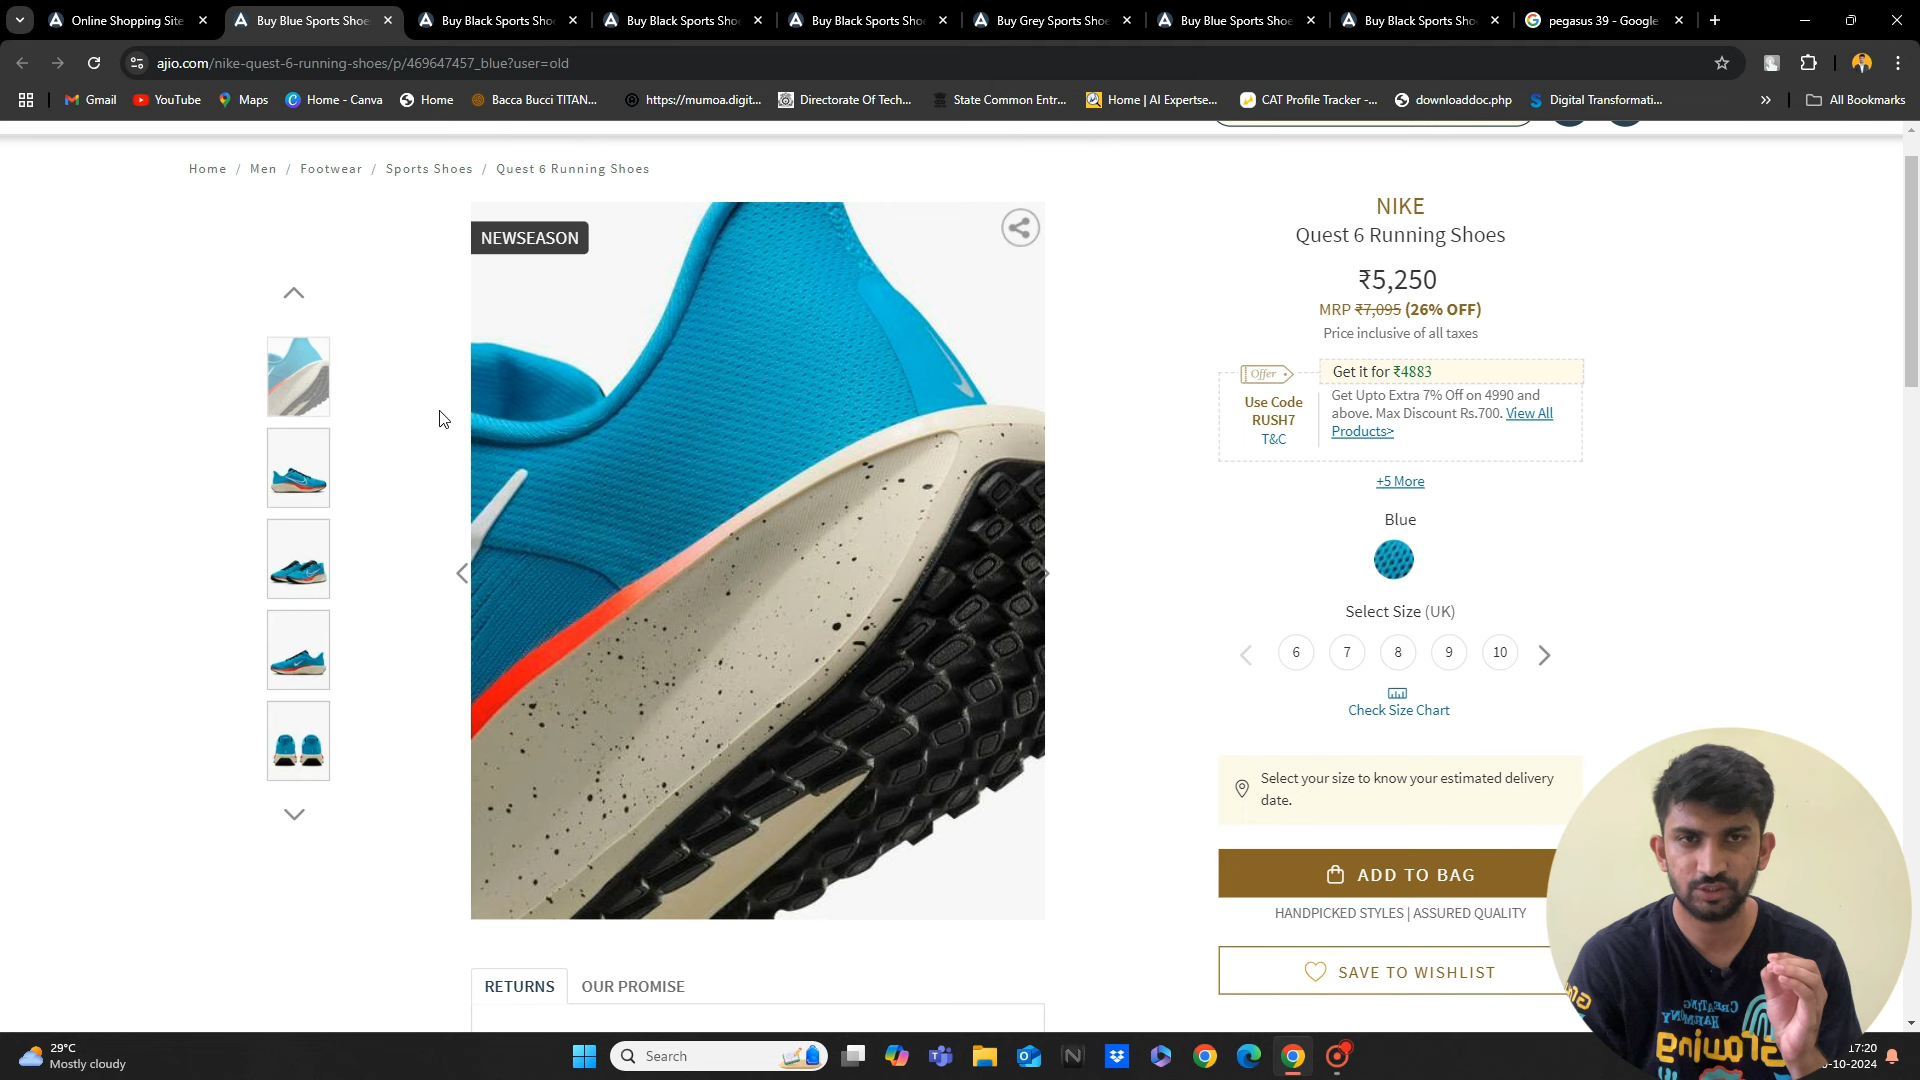 Online Shopping Site
Buy Blue Sports Shoe
Buy Black Sports Sho
Buy Black Sports Sho
Buy Black Sports Sho
Buy Grey Sports Shoe
Buy Blue Sports Shoe
Buy Black Sports Sho
pegasus 39 - Google
ajio.com/nike-quest-6-running-shoes/p/469647457_blue?user=old
Gmail
YouTube
Maps
Home - Canva
Home
Bacca Bucci TITAN...
https://mumoa.digit...
Directorate Of Tech...
State Common Entr...
Home | AI Expertse...
CAT Profile Tracker -...
downloaddoc.php
Digital Transformati...
All Bookmarks
Home / Men / Footwear / Sports Shoes / Quest 6 Running Shoes
NEWSEASON
NIKE
Quest 6 Running Shoes
₹5,250
MRP ₹7,095 (26% OFF)
Price inclusive of all taxes
Offer
Get it for ₹4883
Use Code
RUSH7
T&C
Get Upto Extra 7% Off on 4990 and
above. Max Discount Rs.700. View All
Products>
+5 More
Blue
Select Size (UK)
6 7 8 9 10
Check Size Chart
Select your size to know your estimated delivery
date.
ADD TO BAG
HANDPICKED STYLES | ASSURED QUALITY
SAVE TO WISHLIST
RETURNS
OUR PROMISE
29°C
Mostly cloudy
Search
17:20
-10-2024